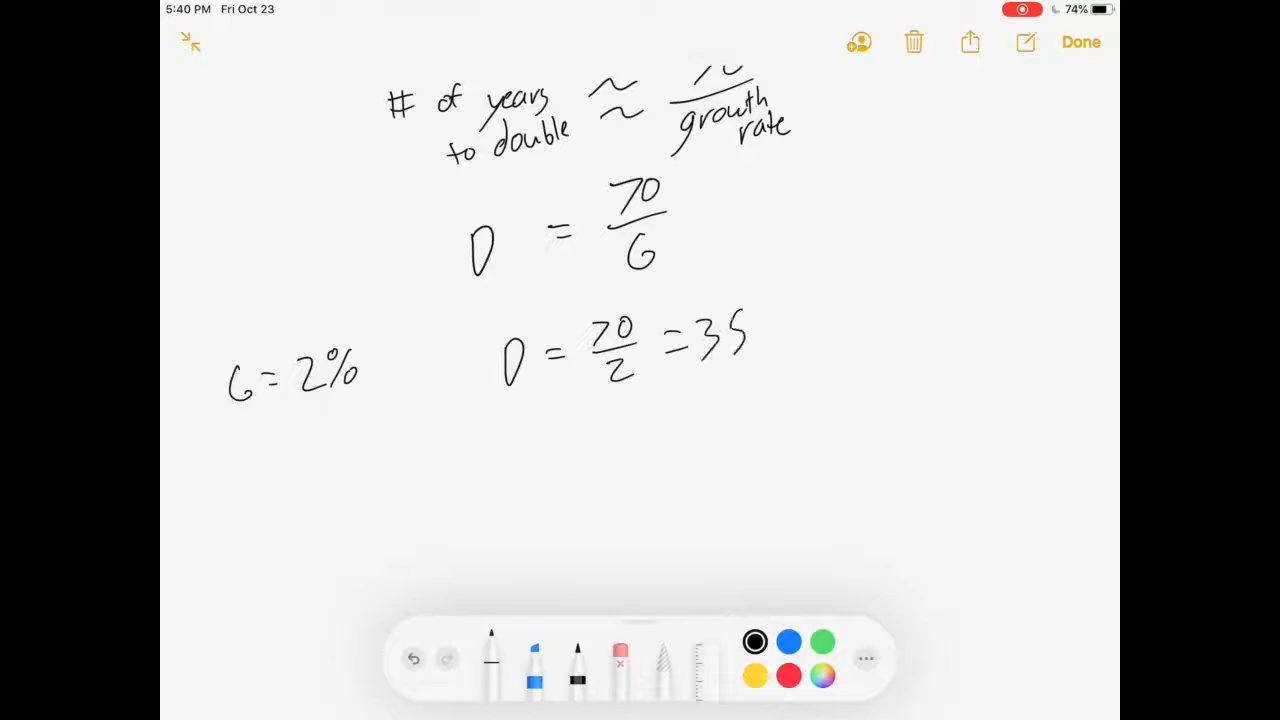 5:40 PM Fri Oct 23
74%
Done
# of years to double ≈ growth rate
D = 70/G
G = 2%
D = 70/2 = 35